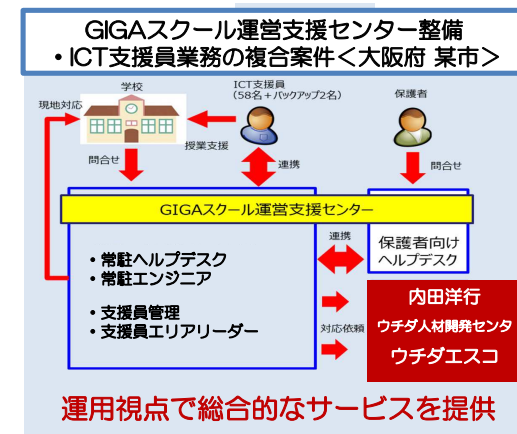 GIGAスクール運営支援センター整備
・ICT支援員業務の複合案件＜大阪府 某市＞
学校
ICT支援員
（58名＋バックアップ2名）
保護者
現地対応
授業支援
問合せ
連携
問合せ
GIGAスクール運営支援センター
・常駐ヘルプデスク
・常駐エンジニア
・支援員管理
・支援員エリアリーダー
連携
保護者向け
ヘルプデスク
対応依頼
内田洋行
ウチダ人材開発センタ
ウチダエスコ
運用視点で総合的なサービスを提供